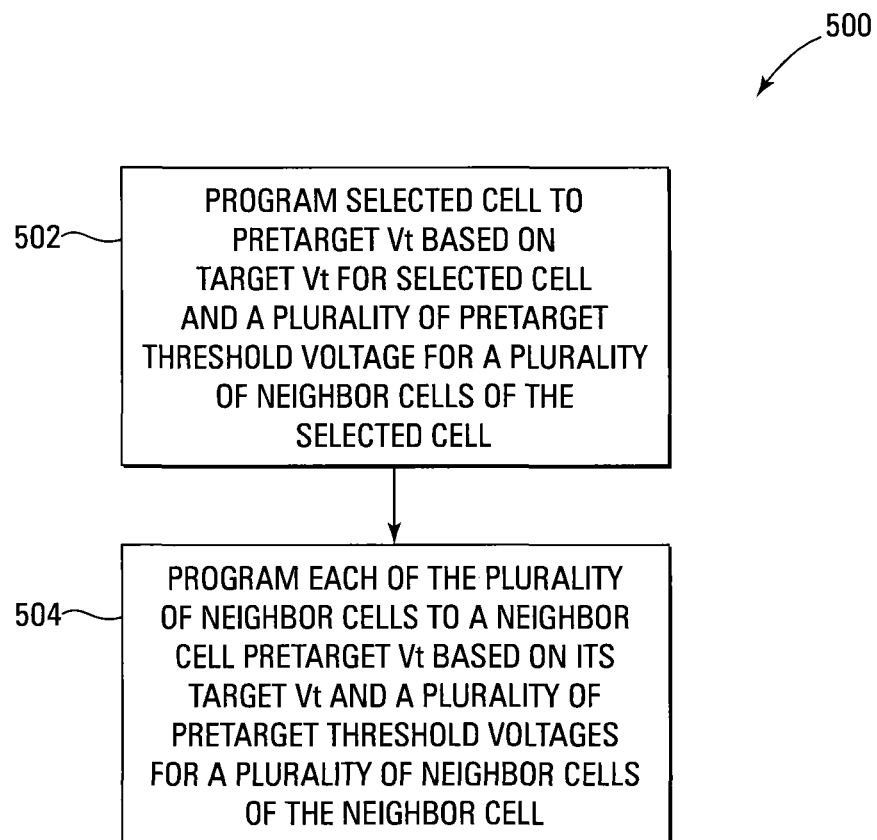 500
502
PROGRAM SELECTED CELL TO
PRETARGET Vt BASED ON
TARGET Vt FOR SELECTED CELL
AND A PLURALITY OF PRETARGET
THRESHOLD VOLTAGE FOR A PLURALITY
OF NEIGHBOR CELLS OF THE
SELECTED CELL
504
PROGRAM EACH OF THE PLURALITY
OF NEIGHBOR CELLS TO A NEIGHBOR
CELL PRETARGET Vt BASED ON ITS
TARGET Vt AND A PLURALITY OF
PRETARGET THRESHOLD VOLTAGES
FOR A PLURALITY OF NEIGHBOR CELLS
OF THE NEIGHBOR CELL